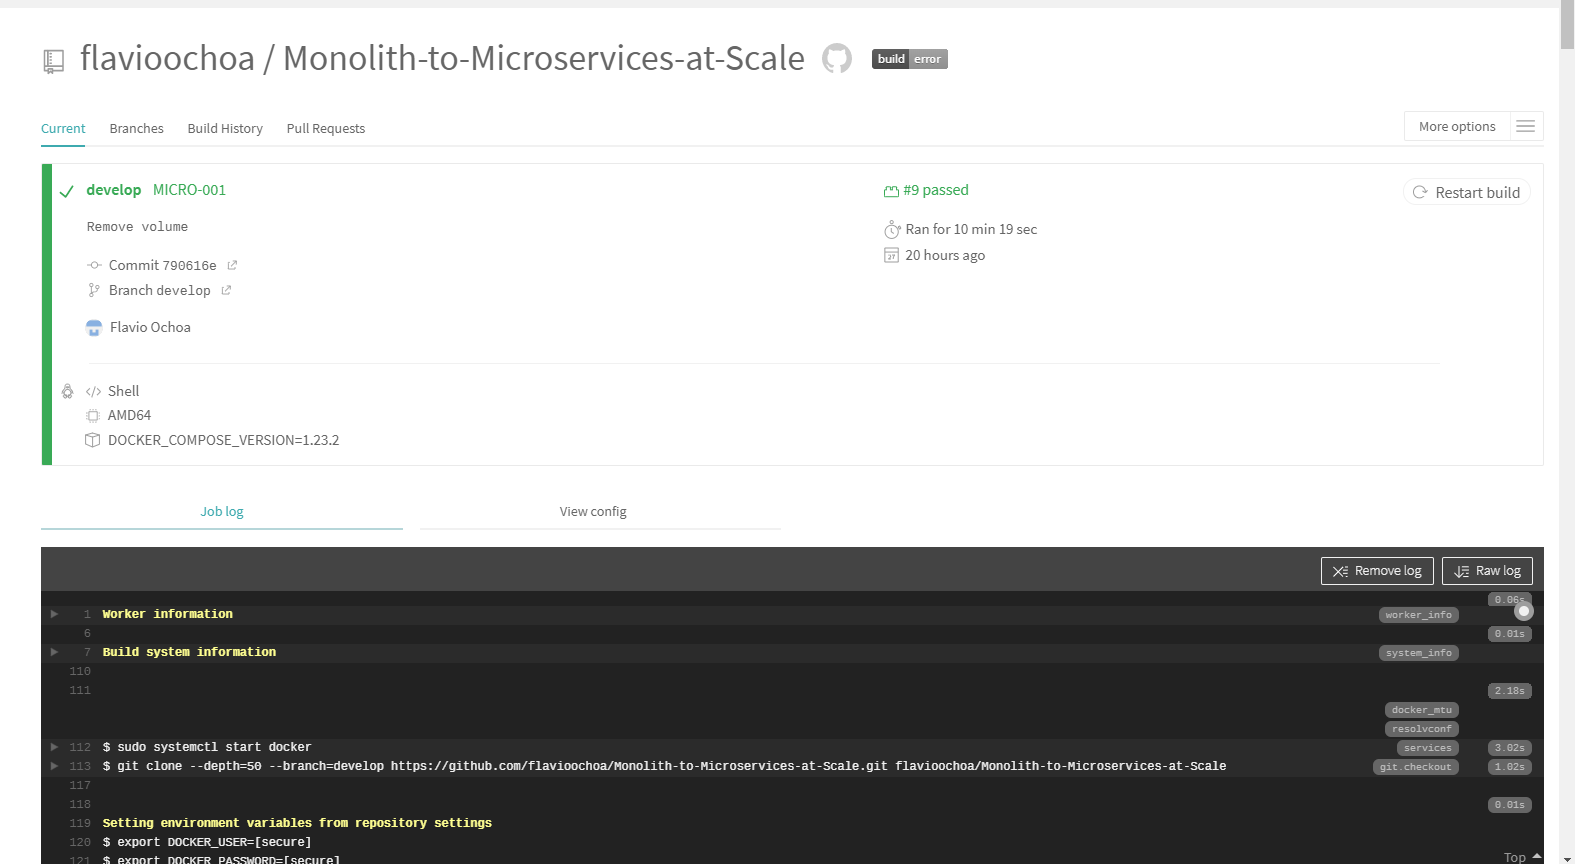 flavioochoa / Monolith-to-Microservices-at-Scale build error
Current Branches Build History Pull Requests More options
develop MICRO-001 #9 passed Restart build
Remove volume Ran for 10 min 19 sec
27 20 hours ago
Commit 790616e
Branch develop
Flavio Ochoa
</> Shell
AMD64
DOCKER_COMPOSE_VERSION=1.23.2
Job log View config
Remove log Raw log
0.06s
1 Worker information worker_info
6 0.01s
7 Build system information system_info
110
111 2.18s
docker_mtu
resolvconf
112 $ sudo systemctl start docker services 3.02s
113 $ git clone --depth=50 --branch=develop https://github.com/flavioochoa/Monolith-to-Microservices-at-Scale.git flavioochoa/Monolith-to-Microservices-at-Scale git.checkout 1.02s
117
118 0.01s
119 Setting environment variables from repository settings
120 $ export DOCKER_USER=[secure]
121 $ export DOCKER_PASSWORD=[secure]
Top